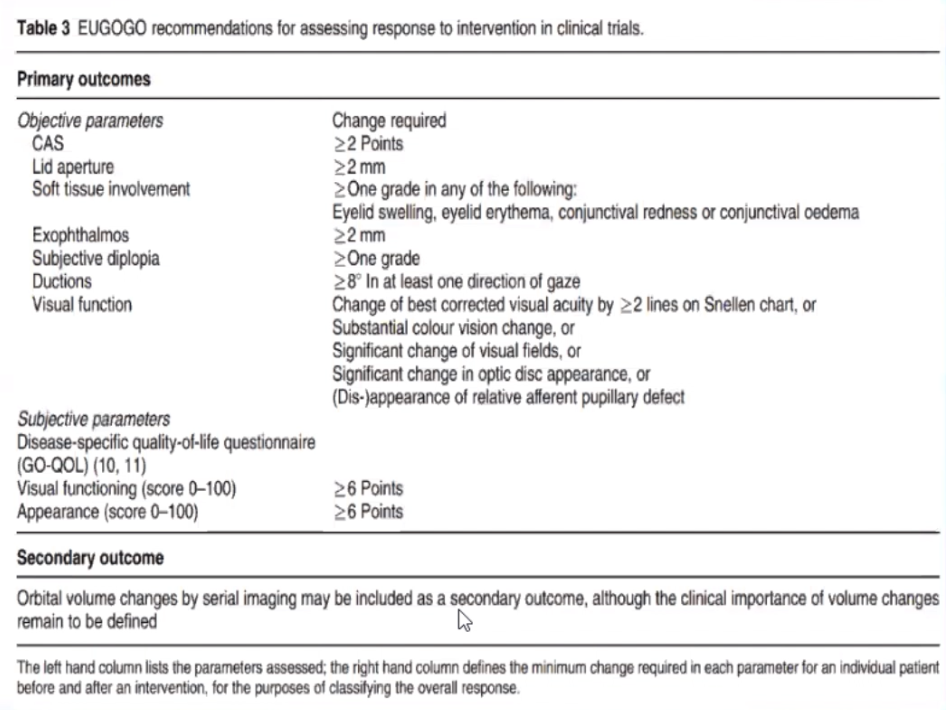 Table 3 EUGOGO recommendations for assessing response to intervention in clinical trials.
Primary outcomes
Objective parameters Change required
CAS ≥2 Points
Lid aperture ≥2 mm
Soft tissue involvement ≥One grade in any of the following:
Eyelid swelling, eyelid erythema, conjunctival redness or conjunctival oedema
Exophthalmos ≥2 mm
Subjective diplopia ≥One grade
Ductions ≥8° In at least one direction of gaze
Visual function Change of best corrected visual acuity by ≥2 lines on Snellen chart, or
Substantial colour vision change, or
Significant change of visual fields, or
Significant change in optic disc appearance, or
(Dis-)appearance of relative afferent pupillary defect
Subjective parameters
Disease-specific quality-of-life questionnaire
(GO-QOL) (10, 11)
Visual functioning (score 0–100) ≥6 Points
Appearance (score 0–100) ≥6 Points
Secondary outcome
Orbital volume changes by serial imaging may be included as a secondary outcome, although the clinical importance of volume changes
remain to be defined
The left hand column lists the parameters assessed; the right hand column defines the minimum change required in each parameter for an individual patient
before and after an intervention, for the purposes of classifying the overall response.